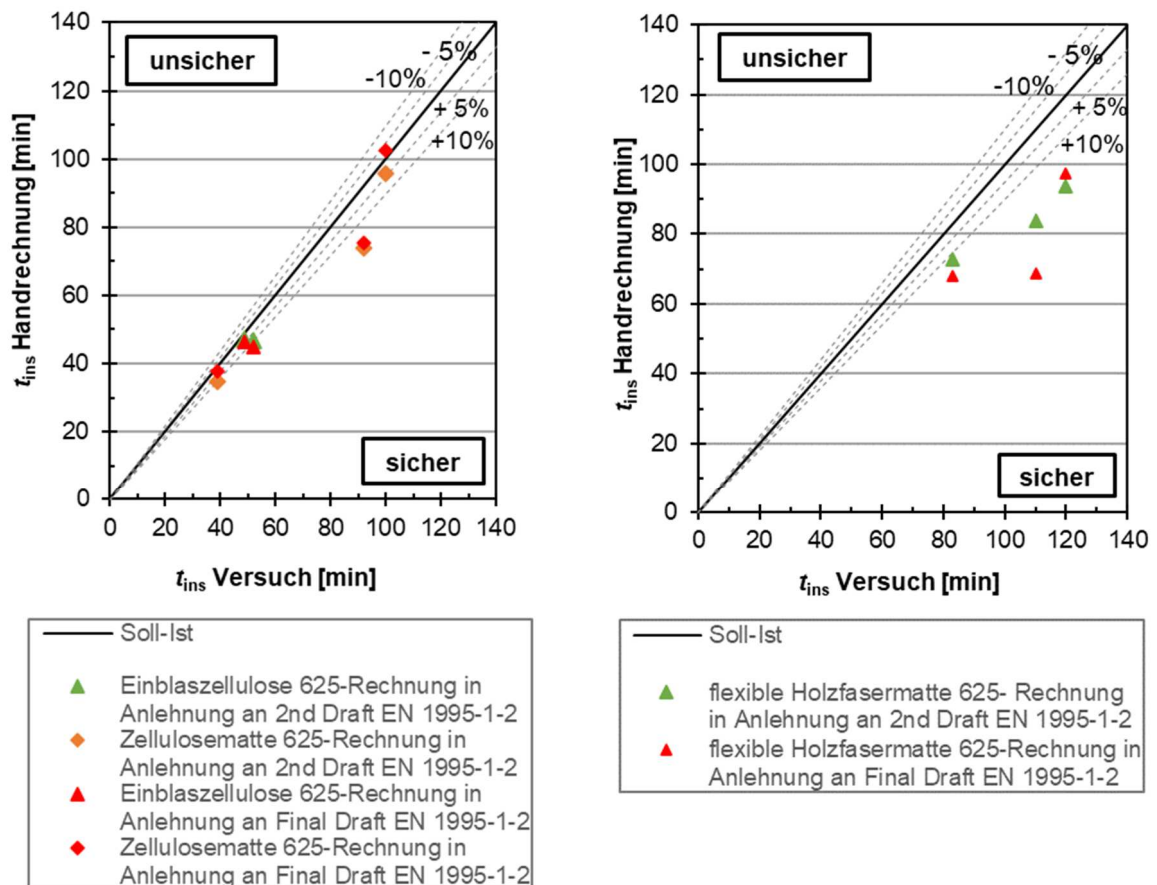 140
120
100
80
60
40
20
0
0 20 40 60 80 100 120 140
t_ins Handrechnung [min]
t_ins Versuch [min]
unsicher
- 5%
-10%
+ 5%
+10%
sicher
Soll-Ist
Einblaszellulose 625-Rechnung in
Anlehnung an 2nd Draft EN 1995-1-2
Zellulosematte 625-Rechnung in
Anlehnung an 2nd Draft EN 1995-1-2
Einblaszellulose 625-Rechnung in
Anlehnung an Final Draft EN 1995-1-2
Zellulosematte 625-Rechnung in
Anlehnung an Final Draft EN 1995-1-2
140
120
100
80
60
40
20
0
0 20 40 60 80 100 120 140
t_ins Handrechnung [min]
t_ins Versuch [min]
unsicher
- 5%
-10%
+ 5%
+10%
sicher
Soll-Ist
flexible Holzfasermatte 625- Rechnung
in Anlehnung an 2nd Draft EN 1995-1-2
flexible Holzfasermatte 625-Rechnung in
Anlehnung an Final Draft EN 1995-1-2